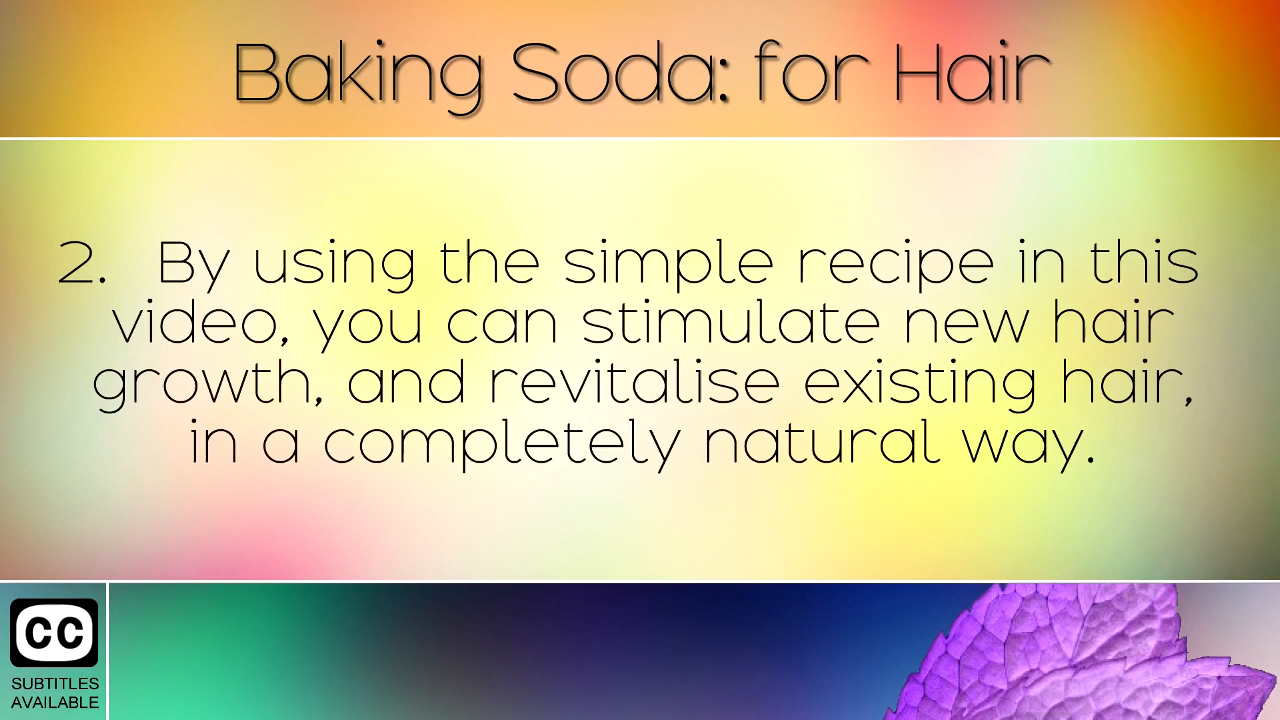 Baking Soda: for Hair
2. By using the simple recipe in this
video, you can stimulate new hair
growth, and revitalise existing hair,
in a completely natural way.
CC
SUBTITLES
AVAILABLE